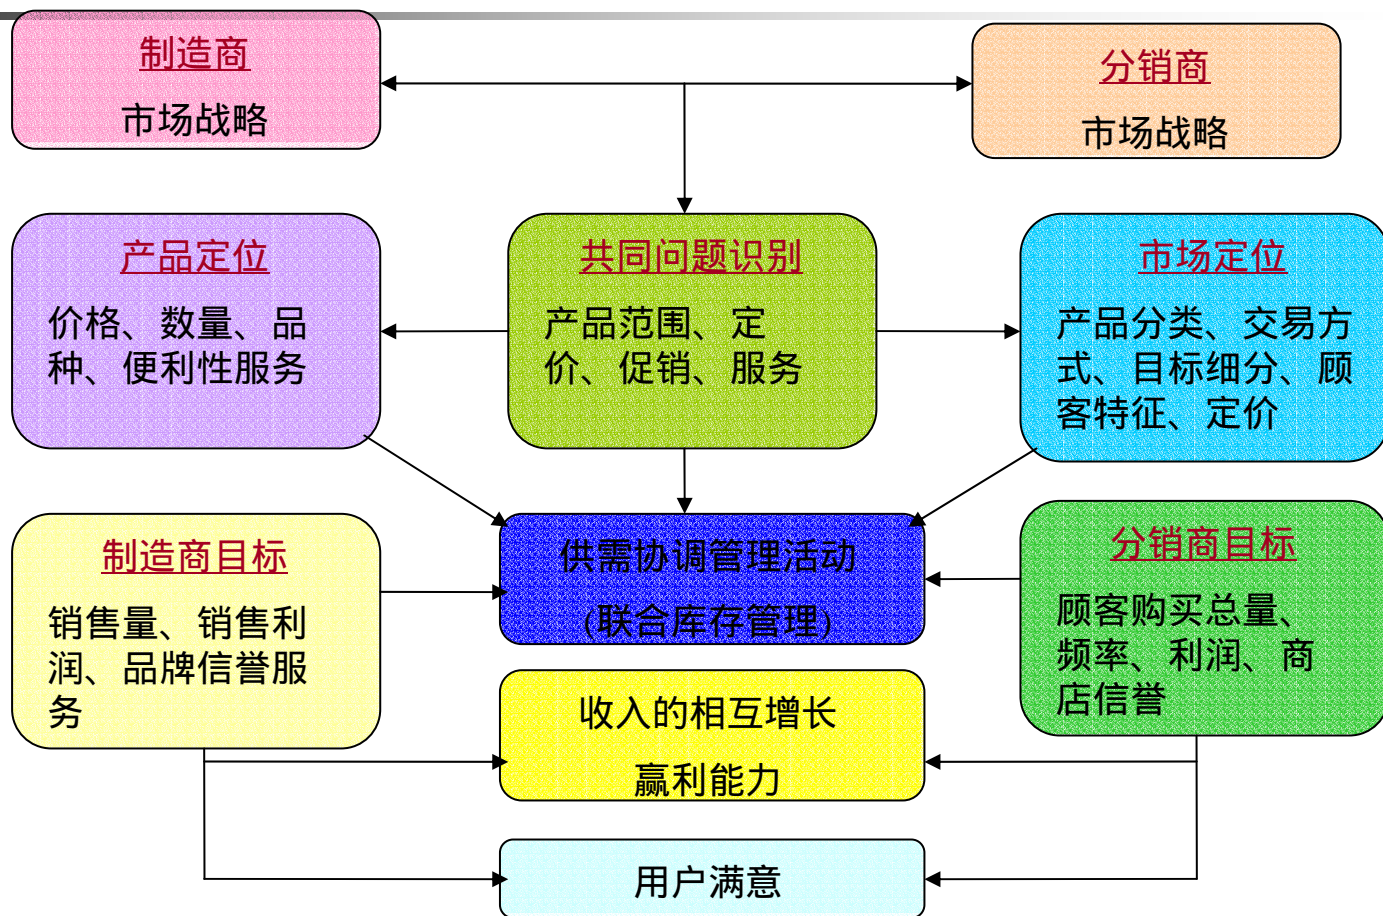 制造商
市场战略
分销商
市场战略
产品定位
价格、数量、品
种、便利性服务
共同问题识别
产品范围、定
价、促销、服务
市场定位
产品分类、交易方
式、目标细分、顾
客特征、定价
制造商目标
销售量、销售利
润、品牌信誉服
务
供需协调管理活动
(联合库存管理)
分销商目标
顾客购买总量、
频率、利润、商
店信誉
收入的相互增长
赢利能力
用户满意